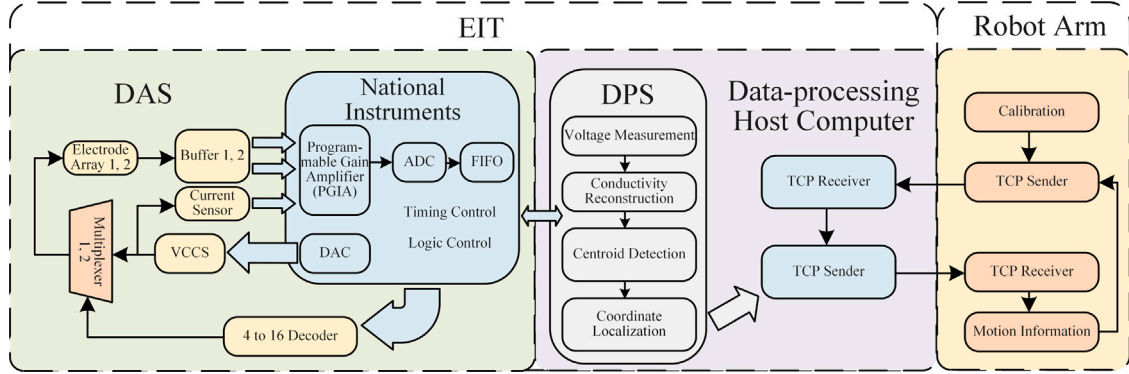 EIT
Robot Arm
DAS
National
Instruments
Electrode
Array 1, 2
Buffer 1, 2
Program-
mable Gain
Amplifier
(PGIA)
ADC
FIFO
Current
Sensor
Timing Control
Logic Control
Multiplexer
1, 2
VCCS
DAC
4 to 16 Decoder
DPS
Voltage Measurement
Conductivity
Reconstruction
Centroid Detection
Coordinate
Localization
Data-processing
Host Computer
TCP Receiver
TCP Sender
Calibration
TCP Sender
TCP Receiver
Motion Information